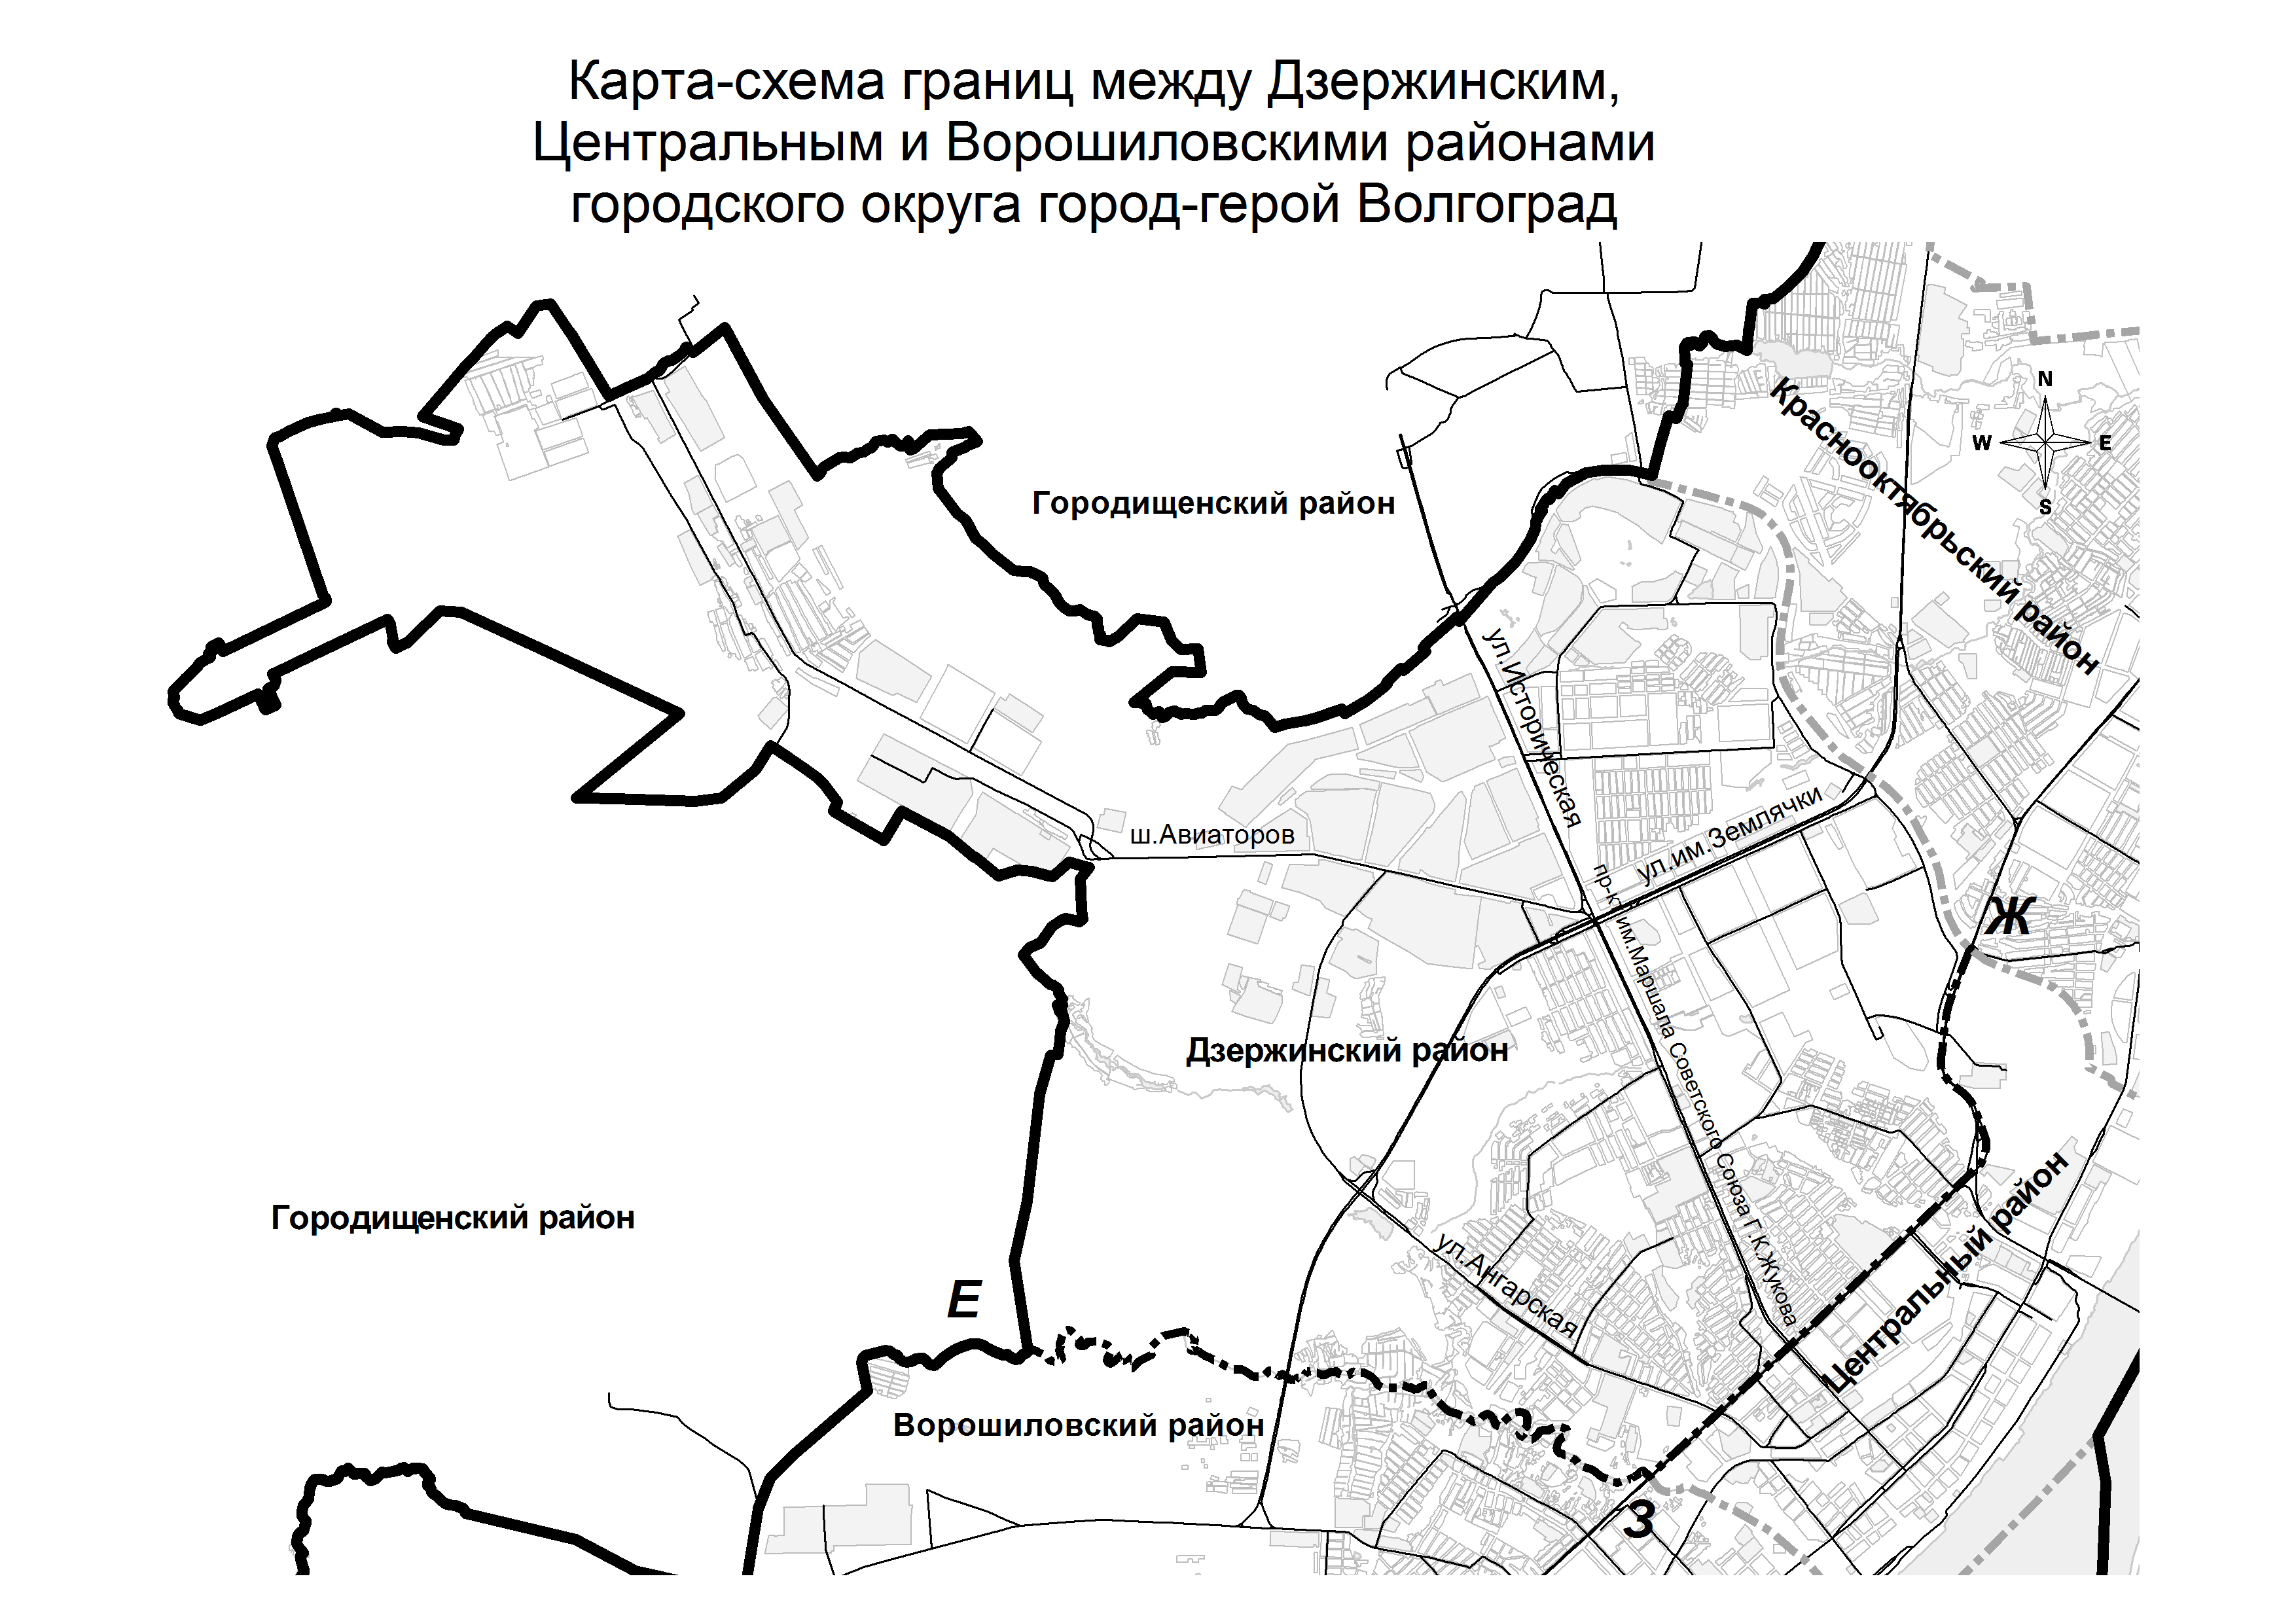 Карта-схема границ между Дзержинским,
Центральным и Ворошиловскими районами
городского округа город-герой Волгоград
N
W
E
S
Краснооктябрьский район
Городищенский район
ул.Историческая
ш.Авиаторов
ул.им.Землячки
пр-кт им.Маршала Советского Союза Г.К.Жукова
Ж
Дзержинский район
Городищенский район
Центральный район
ул.Ангарская
Е
Ворошиловский район
З